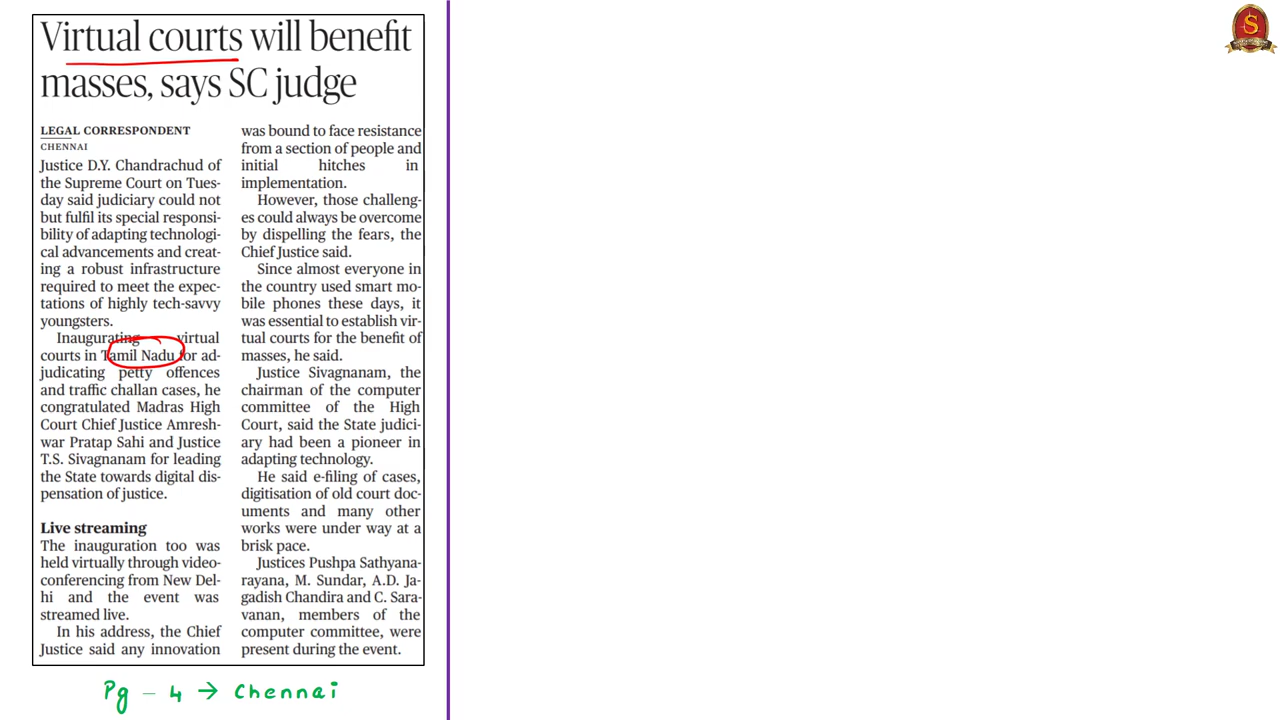 Virtual courts will benefit
masses, says SC judge
LEGAL CORRESPONDENT
CHENNAI
Justice D.Y. Chandrachud of
the Supreme Court on Tues-
day said judiciary could not
but fulfil its special responsi-
bility of adapting technologi-
cal advancements and creat-
ing a robust infrastructure
required to meet the expec-
tations of highly tech-savvy
youngsters.
Inaugurating virtual
courts in Tamil Nadu for ad-
judicating petty offences
and traffic challan cases, he
congratulated Madras High
Court Chief Justice Amresh-
war Pratap Sahi and Justice
T.S. Sivagnanam for leading
the State towards digital dis-
pensation of justice.
Live streaming
The inauguration too was
held virtually through video-
conferencing from New Del-
hi and the event was
streamed live.
In his address, the Chief
Justice said any innovation
was bound to face resistance
from a section of people and
initial hitches in
implementation.
However, those challeng-
es could always be overcome
by dispelling the fears, the
Chief Justice said.
Since almost everyone in
the country used smart mo-
bile phones these days, it
was essential to establish vir-
tual courts for the benefit of
masses, he said.
Justice Sivagnanam, the
chairman of the computer
committee of the High
Court, said the State judici-
ary had been a pioneer in
adapting technology.
He said e-filing of cases,
digitisation of old court doc-
uments and many other
works were under way at a
brisk pace.
Justices Pushpa Sathyana-
rayana, M. Sundar, A.D. Ja-
gadish Chandira and C. Sara-
vanan, members of the
computer committee, were
present during the event.
Pg - 4 → Chennai
S